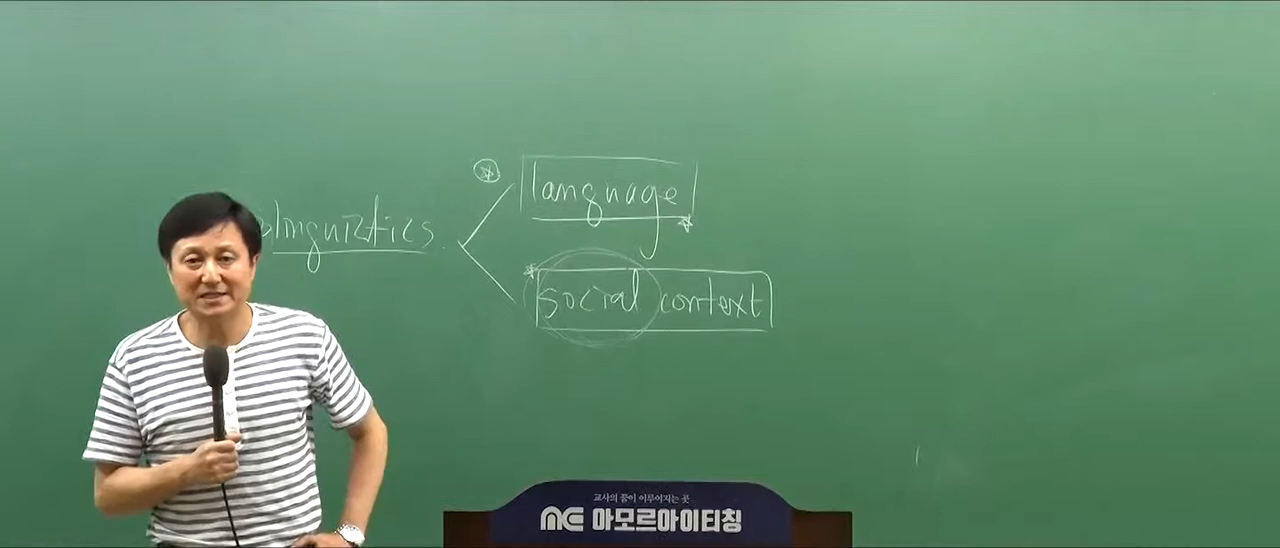 olinguistics
language
social context
교사의 꿈이 이루어지는 곳
아모르아이티칭